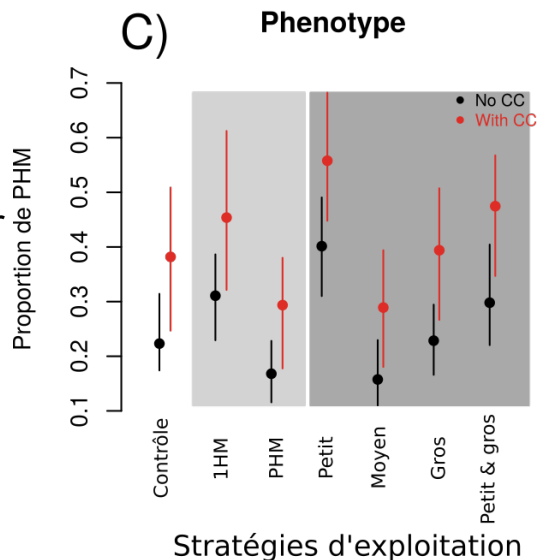 C)
Phenotype
Proportion de PHM
0.7
0.6
0.5
0.4
0.3
0.2
0.1
No CC
With CC
Contrôle
1HM
PHM
Petit
Moyen
Gros
Petit & gros
Stratégies d'exploitation